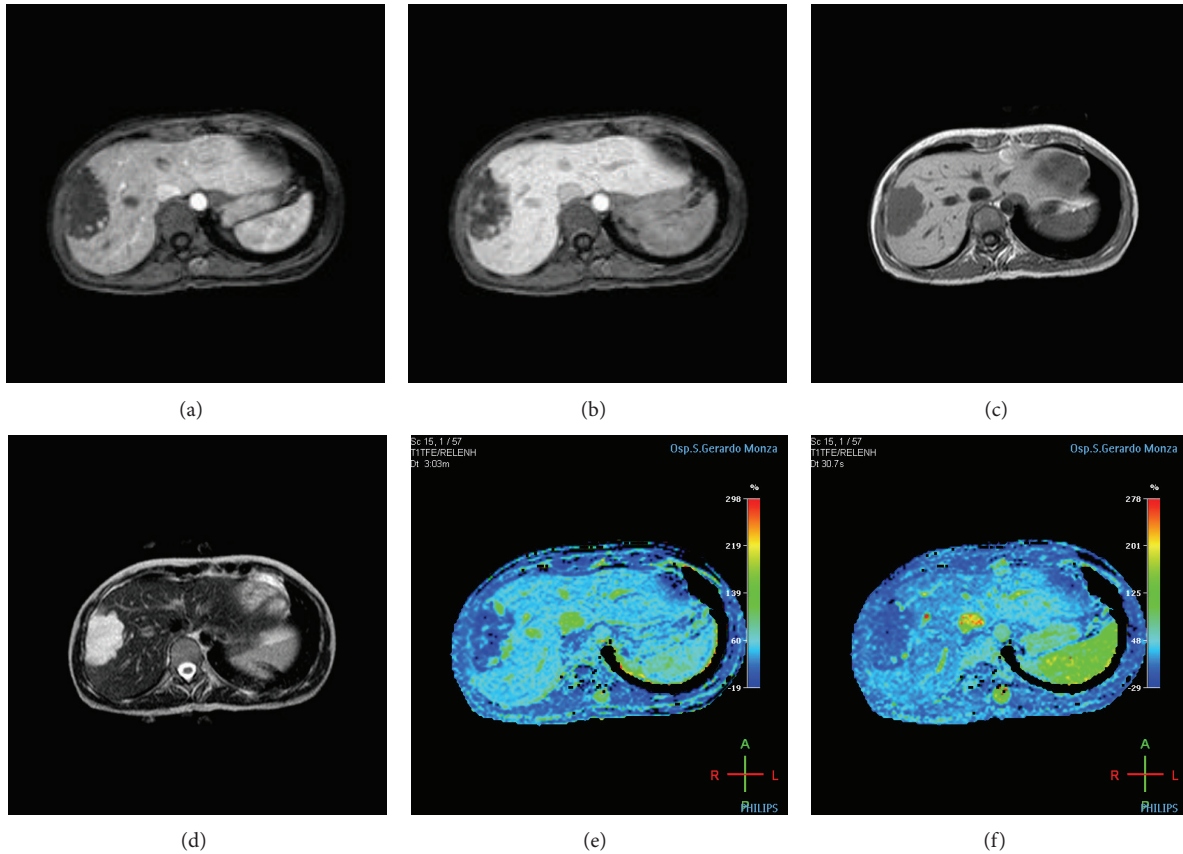 (a)
(b)
(c)
Sc 15, 1 / 57
T1TFE/RELENH
Dt 3:03m
Osp.S.Gerardo Monza
%
298
219
139
60
-19
A
R L
P
PHILIPS
Sc 15, 1 / 57
T1TFE/RELENH
Dt 30.7s
Osp.S.Gerardo Monza
%
278
201
125
48
-29
A
R L
P
PHILIPS
(d)
(e)
(f)